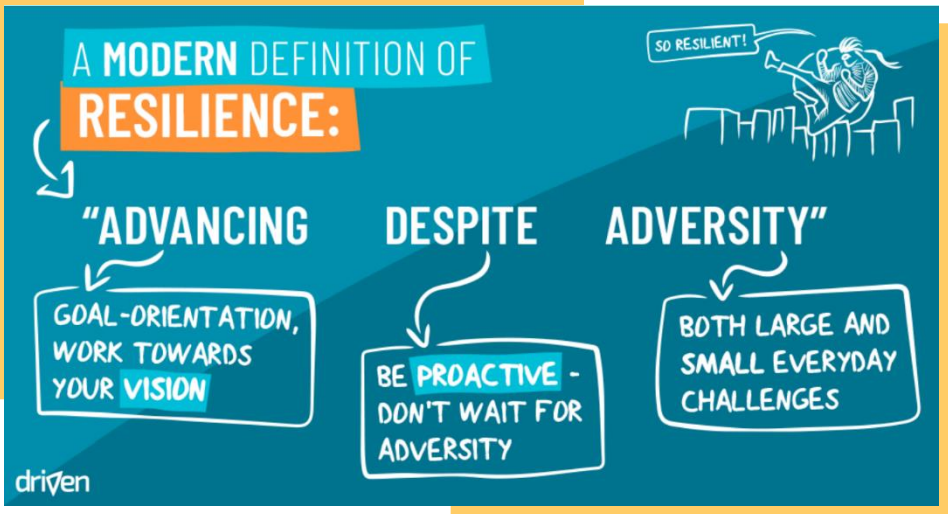 A MODERN DEFINITION OF
RESILIENCE:
SO RESILIENT!
"ADVANCING DESPITE ADVERSITY"
GOAL-ORIENTATION,
WORK TOWARDS
YOUR VISION
BE PROACTIVE -
DON'T WAIT FOR
ADVERSITY
BOTH LARGE AND
SMALL EVERYDAY
CHALLENGES
driven